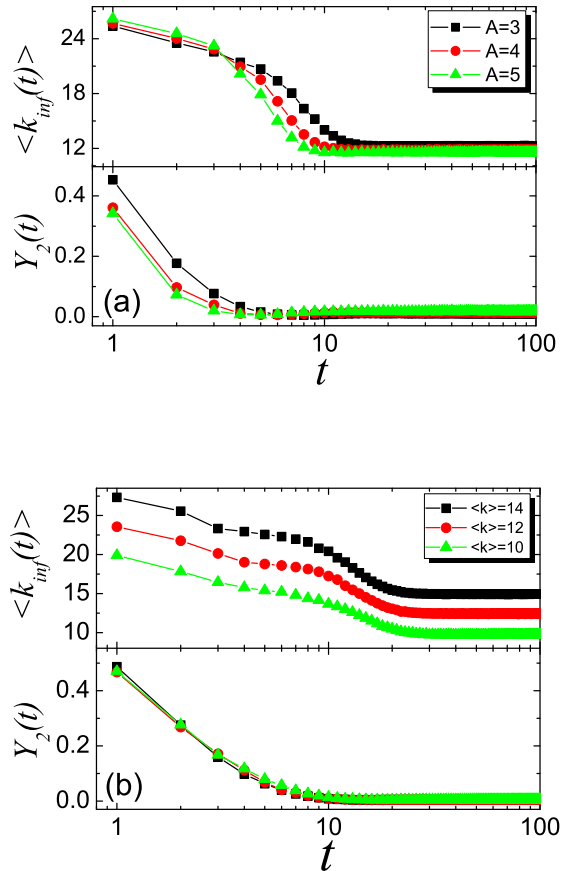 <k_inf(t)>
24
18
12
A=3
A=4
A=5
Y_2(t)
0.4
0.2
0.0
(a)
1 10 100
t
<k_inf(t)>
25
20
15
10
<k>=14
<k>=12
<k>=10
Y_2(t)
0.4
0.2
0.0
(b)
1 10 100
t